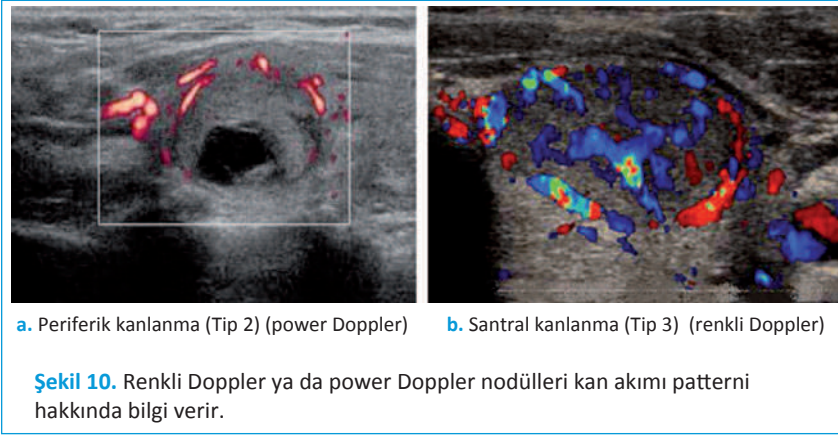 a. Periferik kanlanma (Tip 2) (power Doppler)
b. Santral kanlanma (Tip 3) (renkli Doppler)
Şekil 10. Renkli Doppler ya da power Doppler nodülleri kan akımı patterni
hakkında bilgi verir.